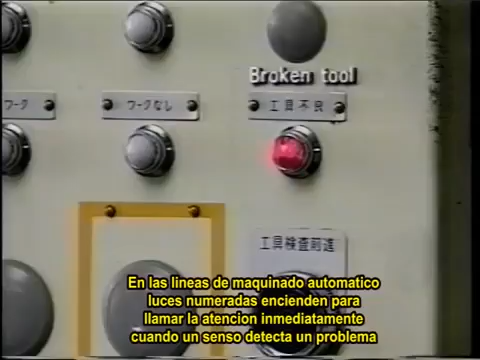 Broken tool
ワーク
ワークなし
工具不良
工具検査前進
En las lineas de maquinado automatico
luces numeradas encienden para
llamar la atencion inmediatamente
cuando un senso detecta un problema